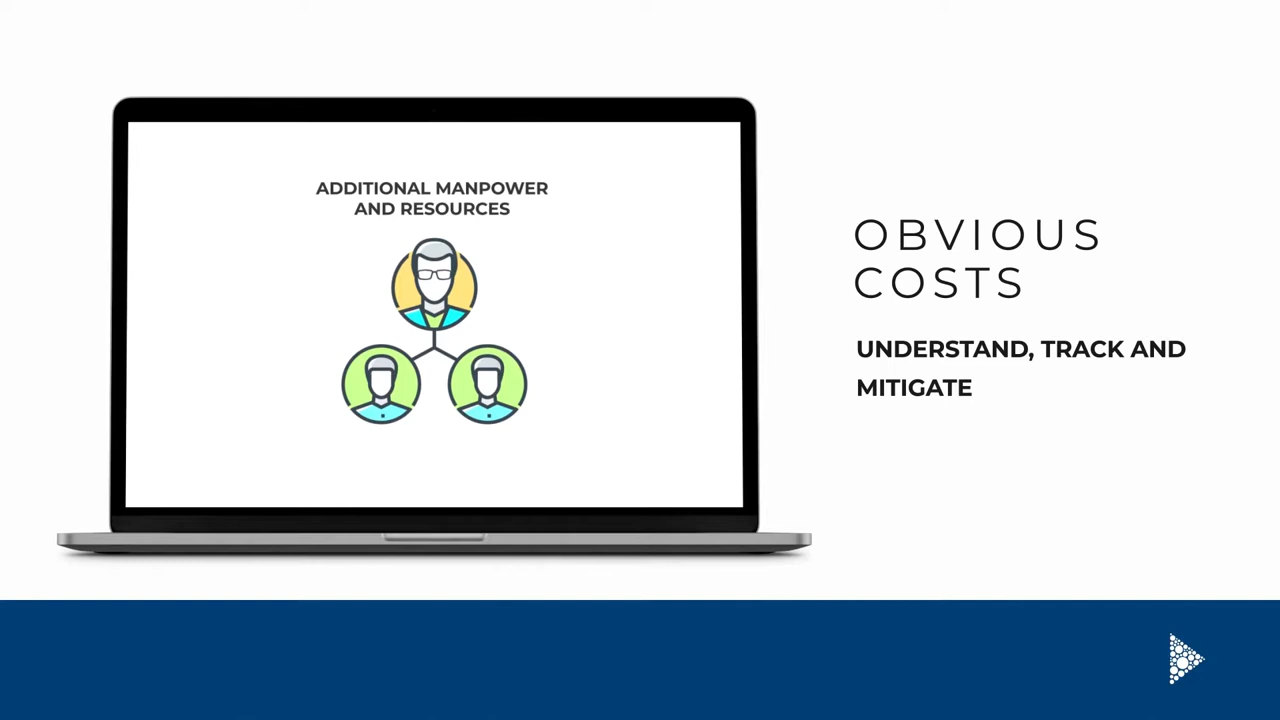 ADDITIONAL MANPOWER
AND RESOURCES
OBVIOUS
COSTS
UNDERSTAND, TRACK AND
MITIGATE